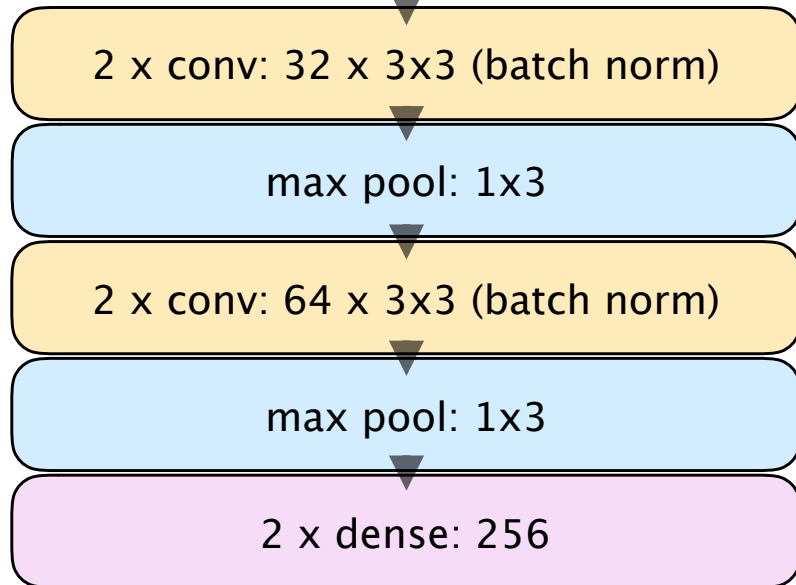 2 x conv: 32 x 3x3 (batch norm)
max pool: 1x3
2 x conv: 64 x 3x3 (batch norm)
max pool: 1x3
2 x dense: 256